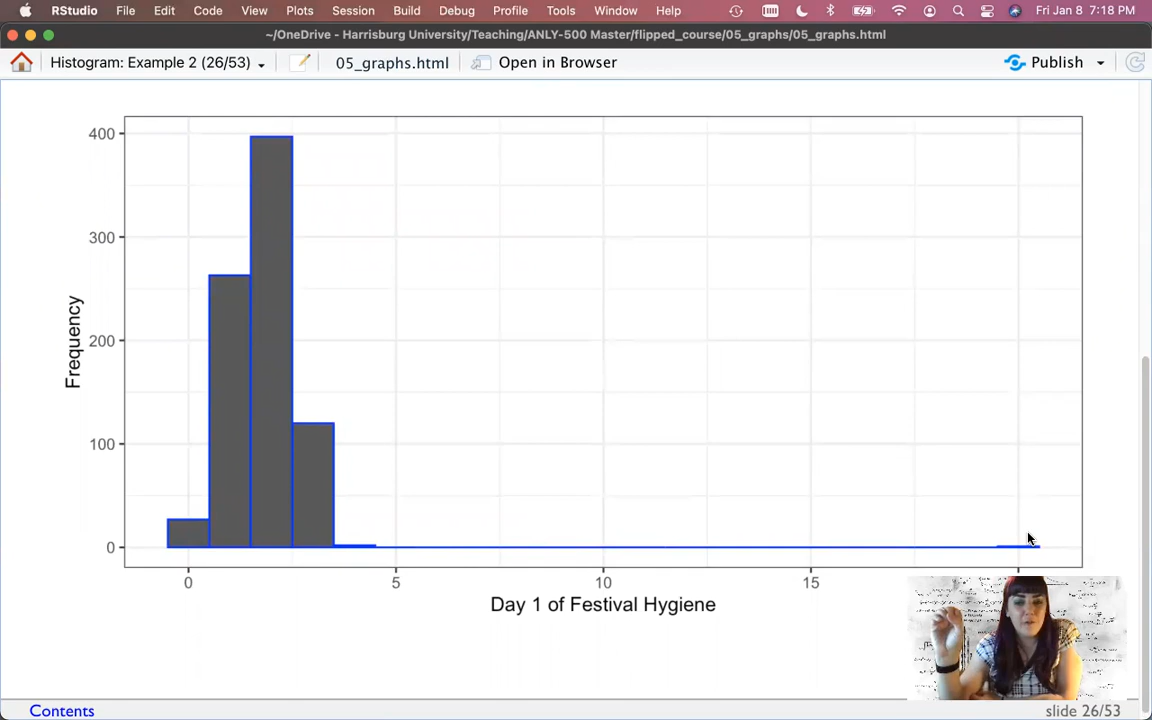 RStudio File Edit Code View Plots Session Build Debug Profile Tools Window Help Fri Jan 8 7:18 PM
~/OneDrive - Harrisburg University/Teaching/ANLY-500 Master/flipped_course/05_graphs/05_graphs.html
Histogram: Example 2 (26/53) 05_graphs.html Open in Browser Publish
400
300
200
100
0
Frequency
0 5 10 15
Day 1 of Festival Hygiene
Contents slide 26/53